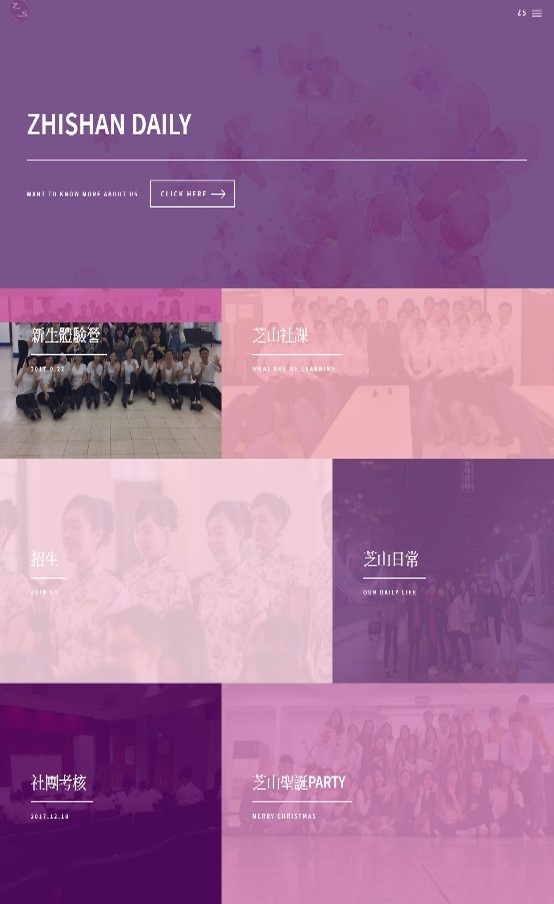 ZS
ZS
ZHISHAN DAILY
WANT TO KNOW MORE ABOUT US
CLICK HERE
新生體驗營
2017.9.22
芝山社課
WHAT ARE WE LEARNING
招生
JOIN US
芝山日常
OUR DAILY LIFE
社團考核
2017.12.18
芝山聖誕PARTY
MERRY CHRISTMAS